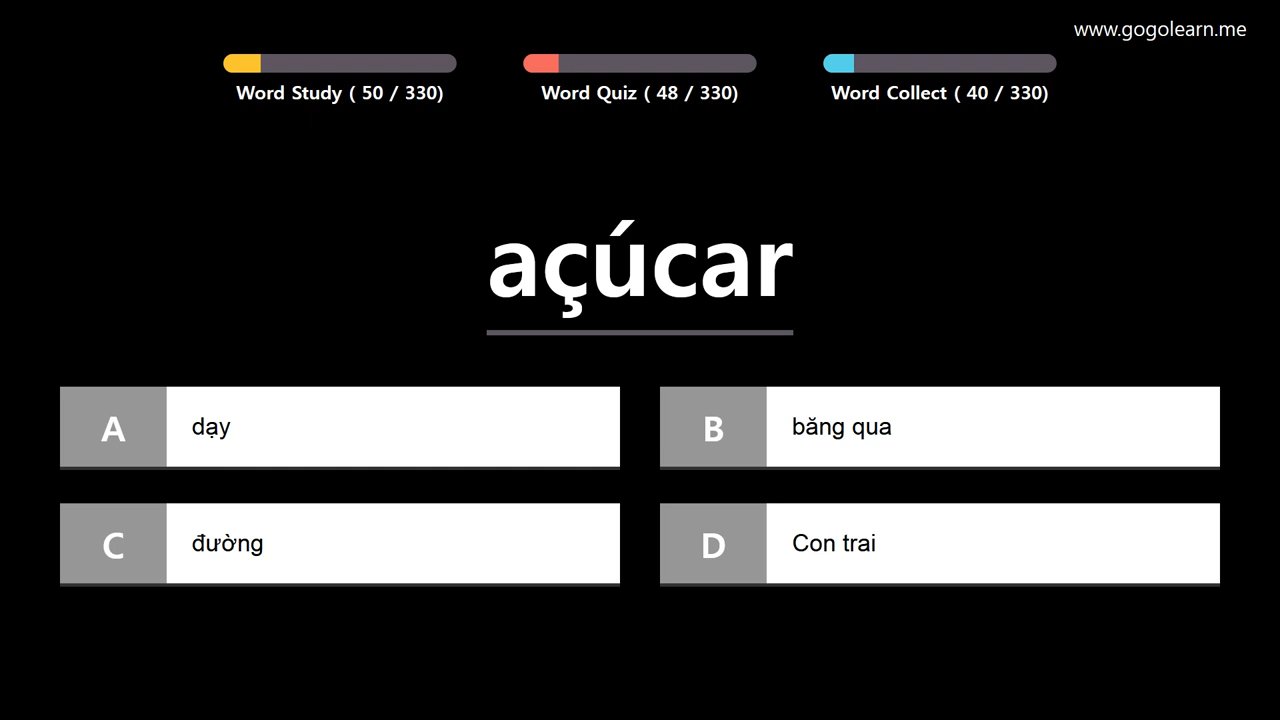 www.gogolearn.me
Word Study ( 50 / 330)
Word Quiz ( 48 / 330)
Word Collect ( 40 / 330)
açúcar
A dạy
B băng qua
C đường
D Con trai